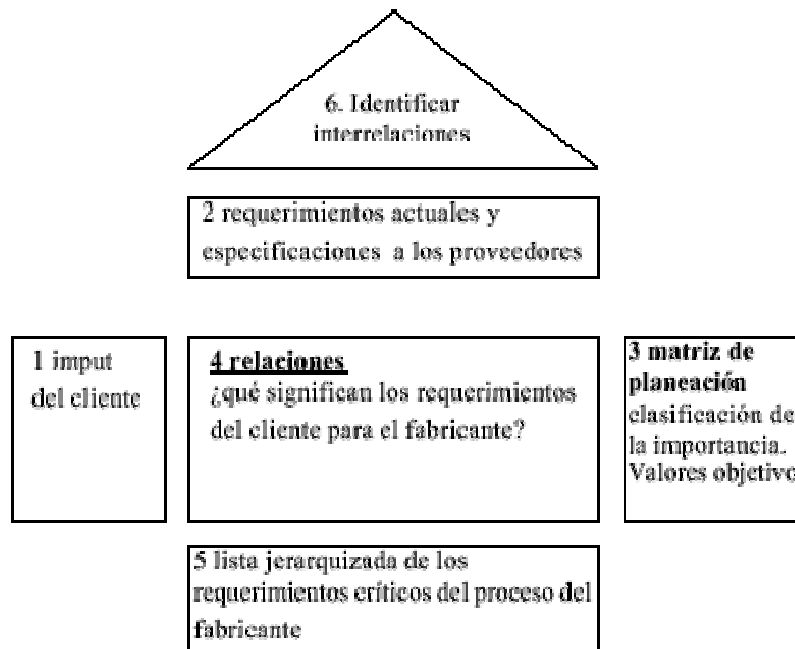 6. Identificar
interrelaciones
2 requerimientos actuales y
especificaciones a los proveedores
1 imput
del cliente
4 relaciones
¿qué significan los requerimientos
del cliente para el fabricante?
3 matriz de
planeación
clasificación de
la importancia.
Valores objetivo
5 lista jerarquizada de los
requerimientos críticos del proceso del
fabricante